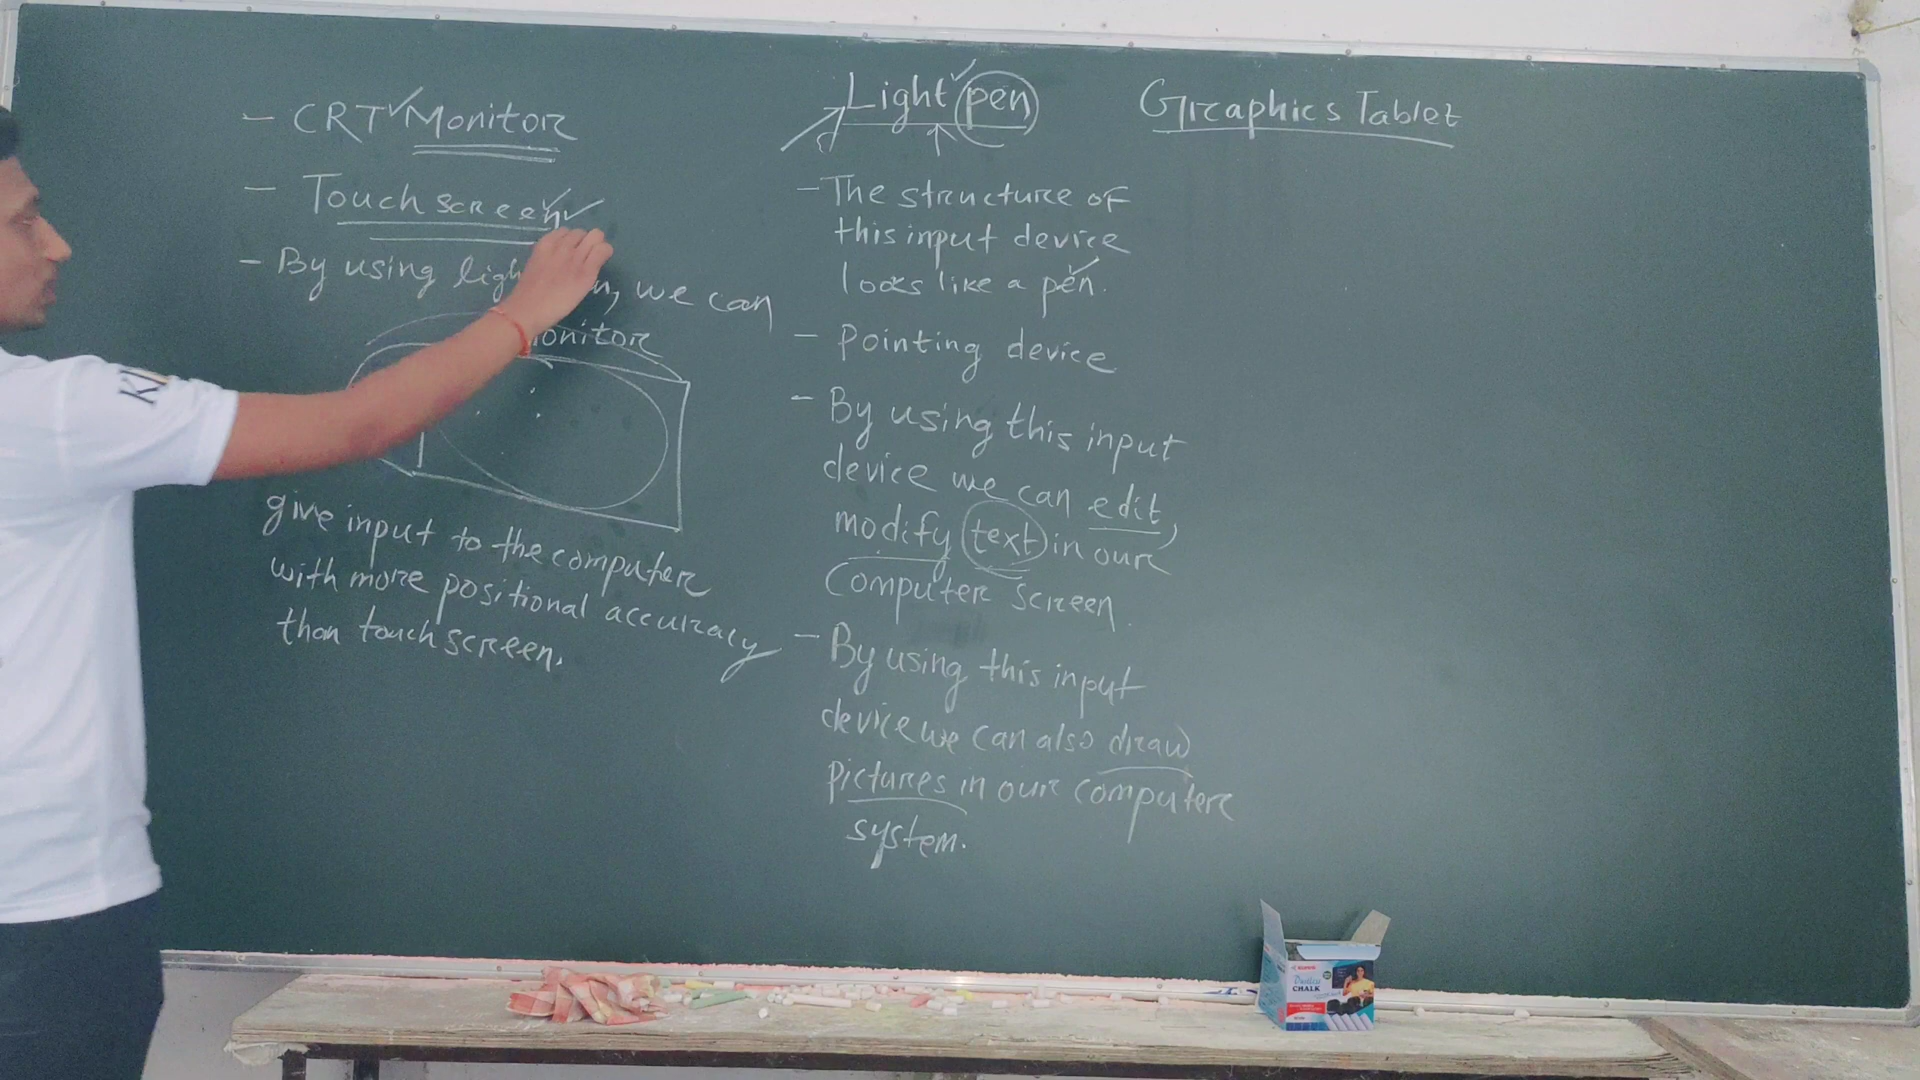 - CRT Monitor
- Touch screen
- By using we can
give input to the computer
with more positional accuracy
than touch screen.
Light pen
- The structure of
this input device
looks like a pen.
- Pointing device
- By using this input
device we can edit,
modify text in our
Computer screen.
- By using this input
device we can also draw
pictures in our computer
system.
Graphics Tablet
Dustless
CHALK